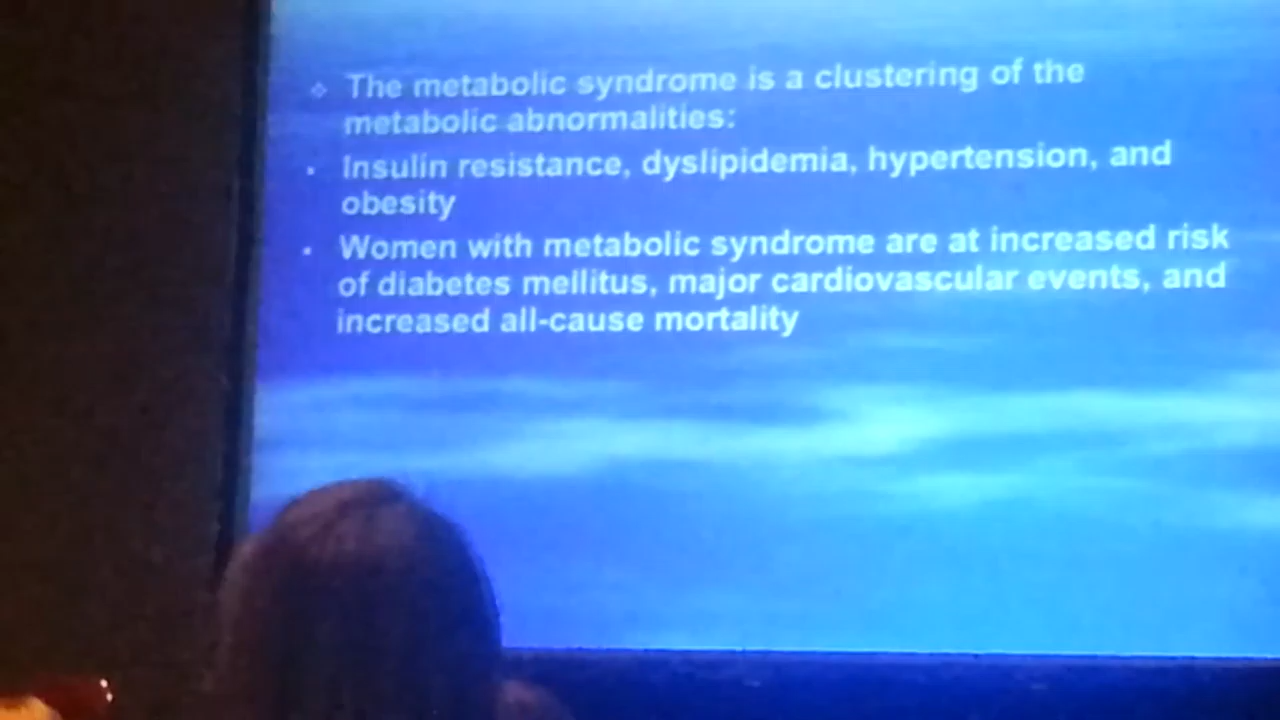 The metabolic syndrome is a clustering of the
metabolic abnormalities:
Insulin resistance, dyslipidemia, hypertension, and
obesity
Women with metabolic syndrome are at increased risk
of diabetes mellitus, major cardiovascular events, and
increased all-cause mortality